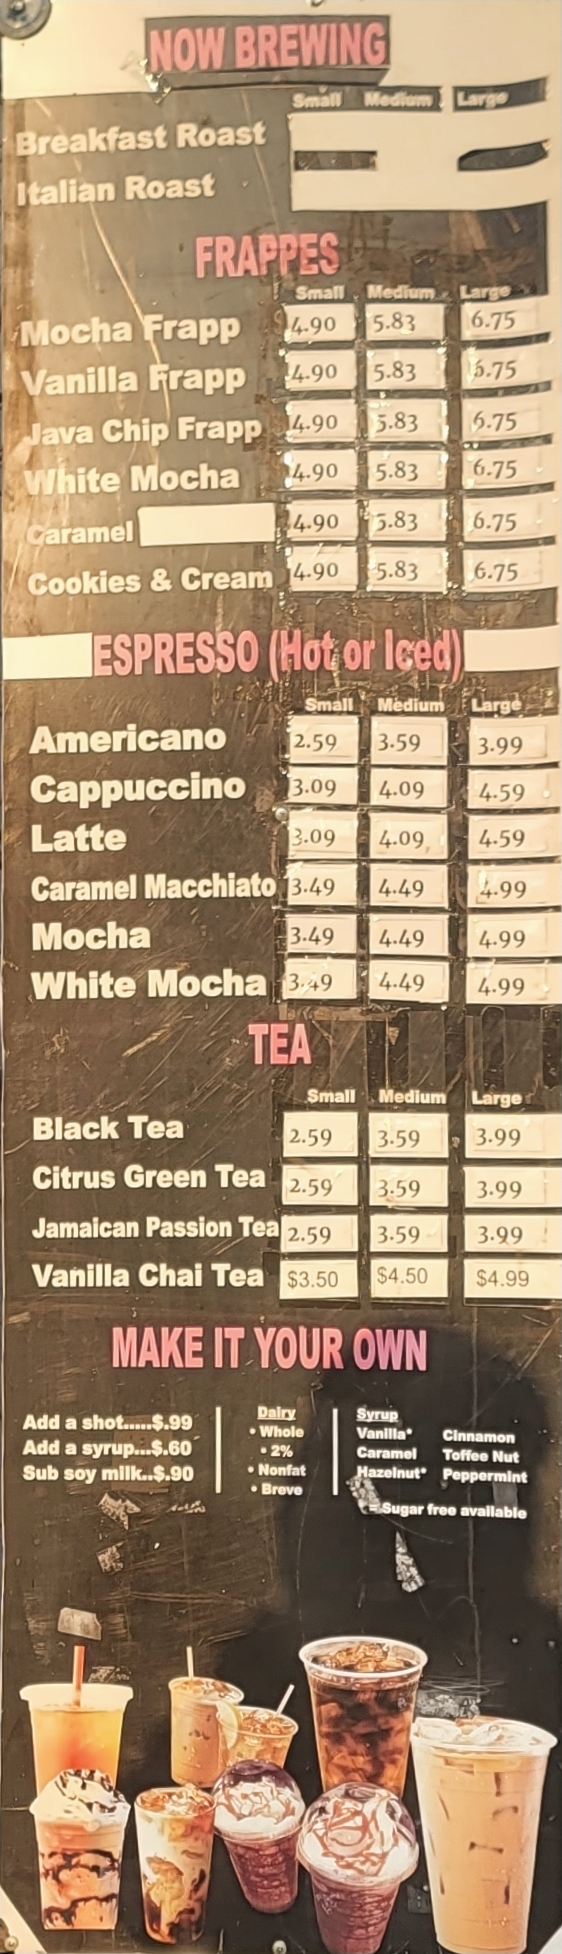 NOW BREWING
Small Medium Large
Breakfast Roast
Italian Roast
FRAPPES
Small Medium Large
Mocha Frapp 4.90 5.83 6.75
Vanilla Frapp 4.90 5.83 6.75
Java Chip Frapp 4.90 5.83 6.75
White Mocha 4.90 5.83 6.75
Caramel 4.90 5.83 6.75
Cookies & Cream 4.90 5.83 6.75
ESPRESSO (Hot or Iced)
Small Medium Large
Americano 2.59 3.59 3.99
Cappuccino 3.09 4.09 4.59
Latte 3.09 4.09 4.59
Caramel Macchiato 3.49 4.49 4.99
Mocha 3.49 4.49 4.99
White Mocha 3.49 4.49 4.99
TEA
Small Medium Large
Black Tea 2.59 3.59 3.99
Citrus Green Tea 2.59 3.59 3.99
Jamaican Passion Tea 2.59 3.59 3.99
Vanilla Chai Tea $3.50 $4.50 $4.99
MAKE IT YOUR OWN
Add a shot.....$.99
Add a syrup...$.60
Sub soy milk..$.90
Dairy
• Whole
• 2%
• Nonfat
• Breve
Syrup
Vanilla* Cinnamon
Caramel Toffee Nut
Hazelnut* Peppermint
* = Sugar free available